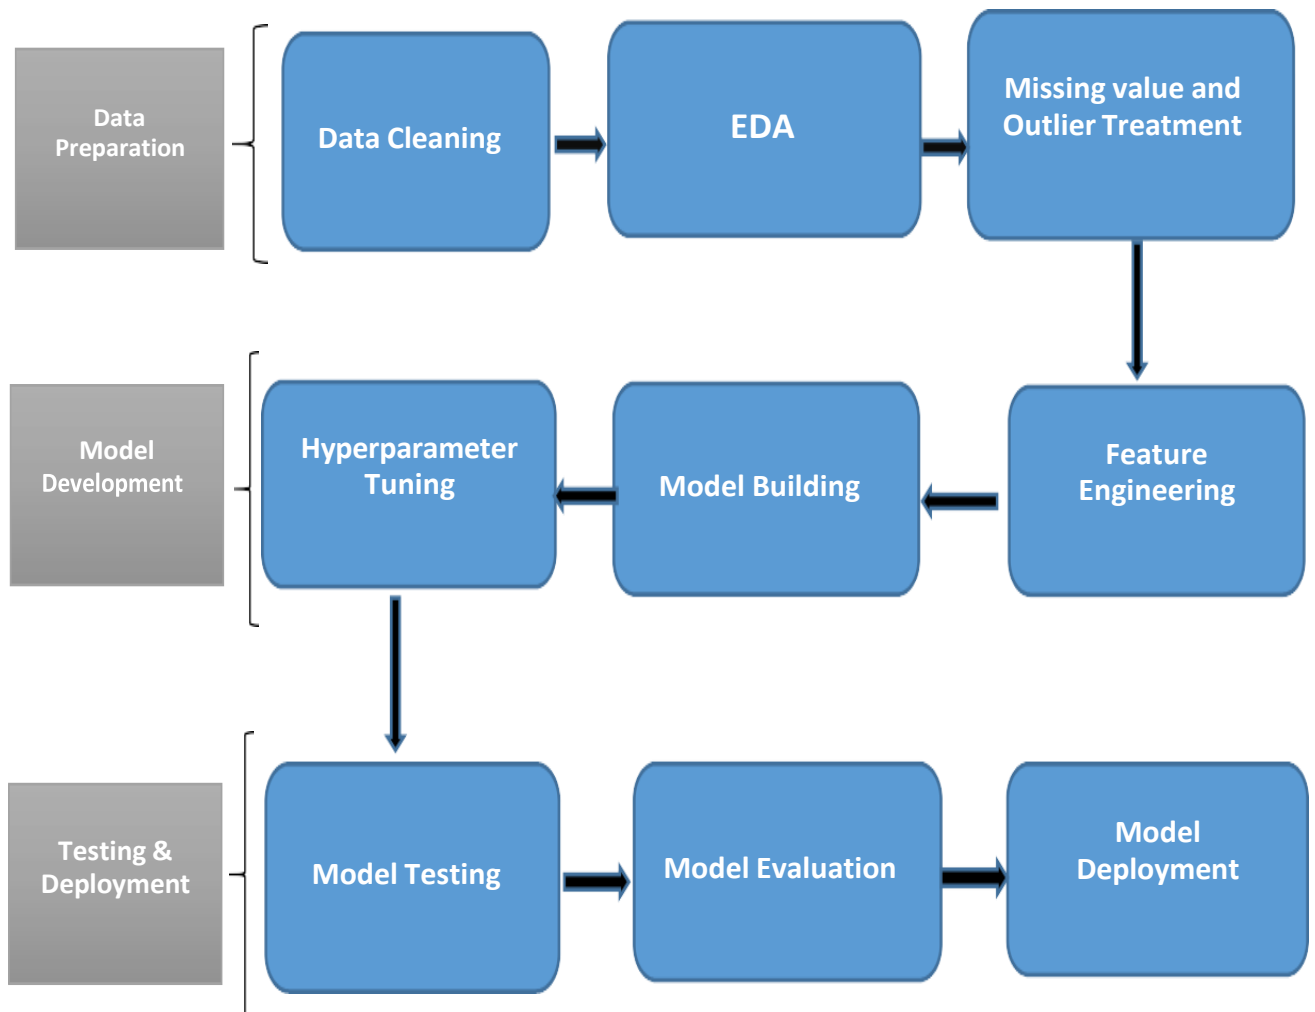 Data
Preparation
Data Cleaning
EDA
Missing value and
Outlier Treatment
Model
Development
Hyperparameter
Tuning
Model Building
Feature
Engineering
Testing &
Deployment
Model Testing
Model Evaluation
Model
Deployment